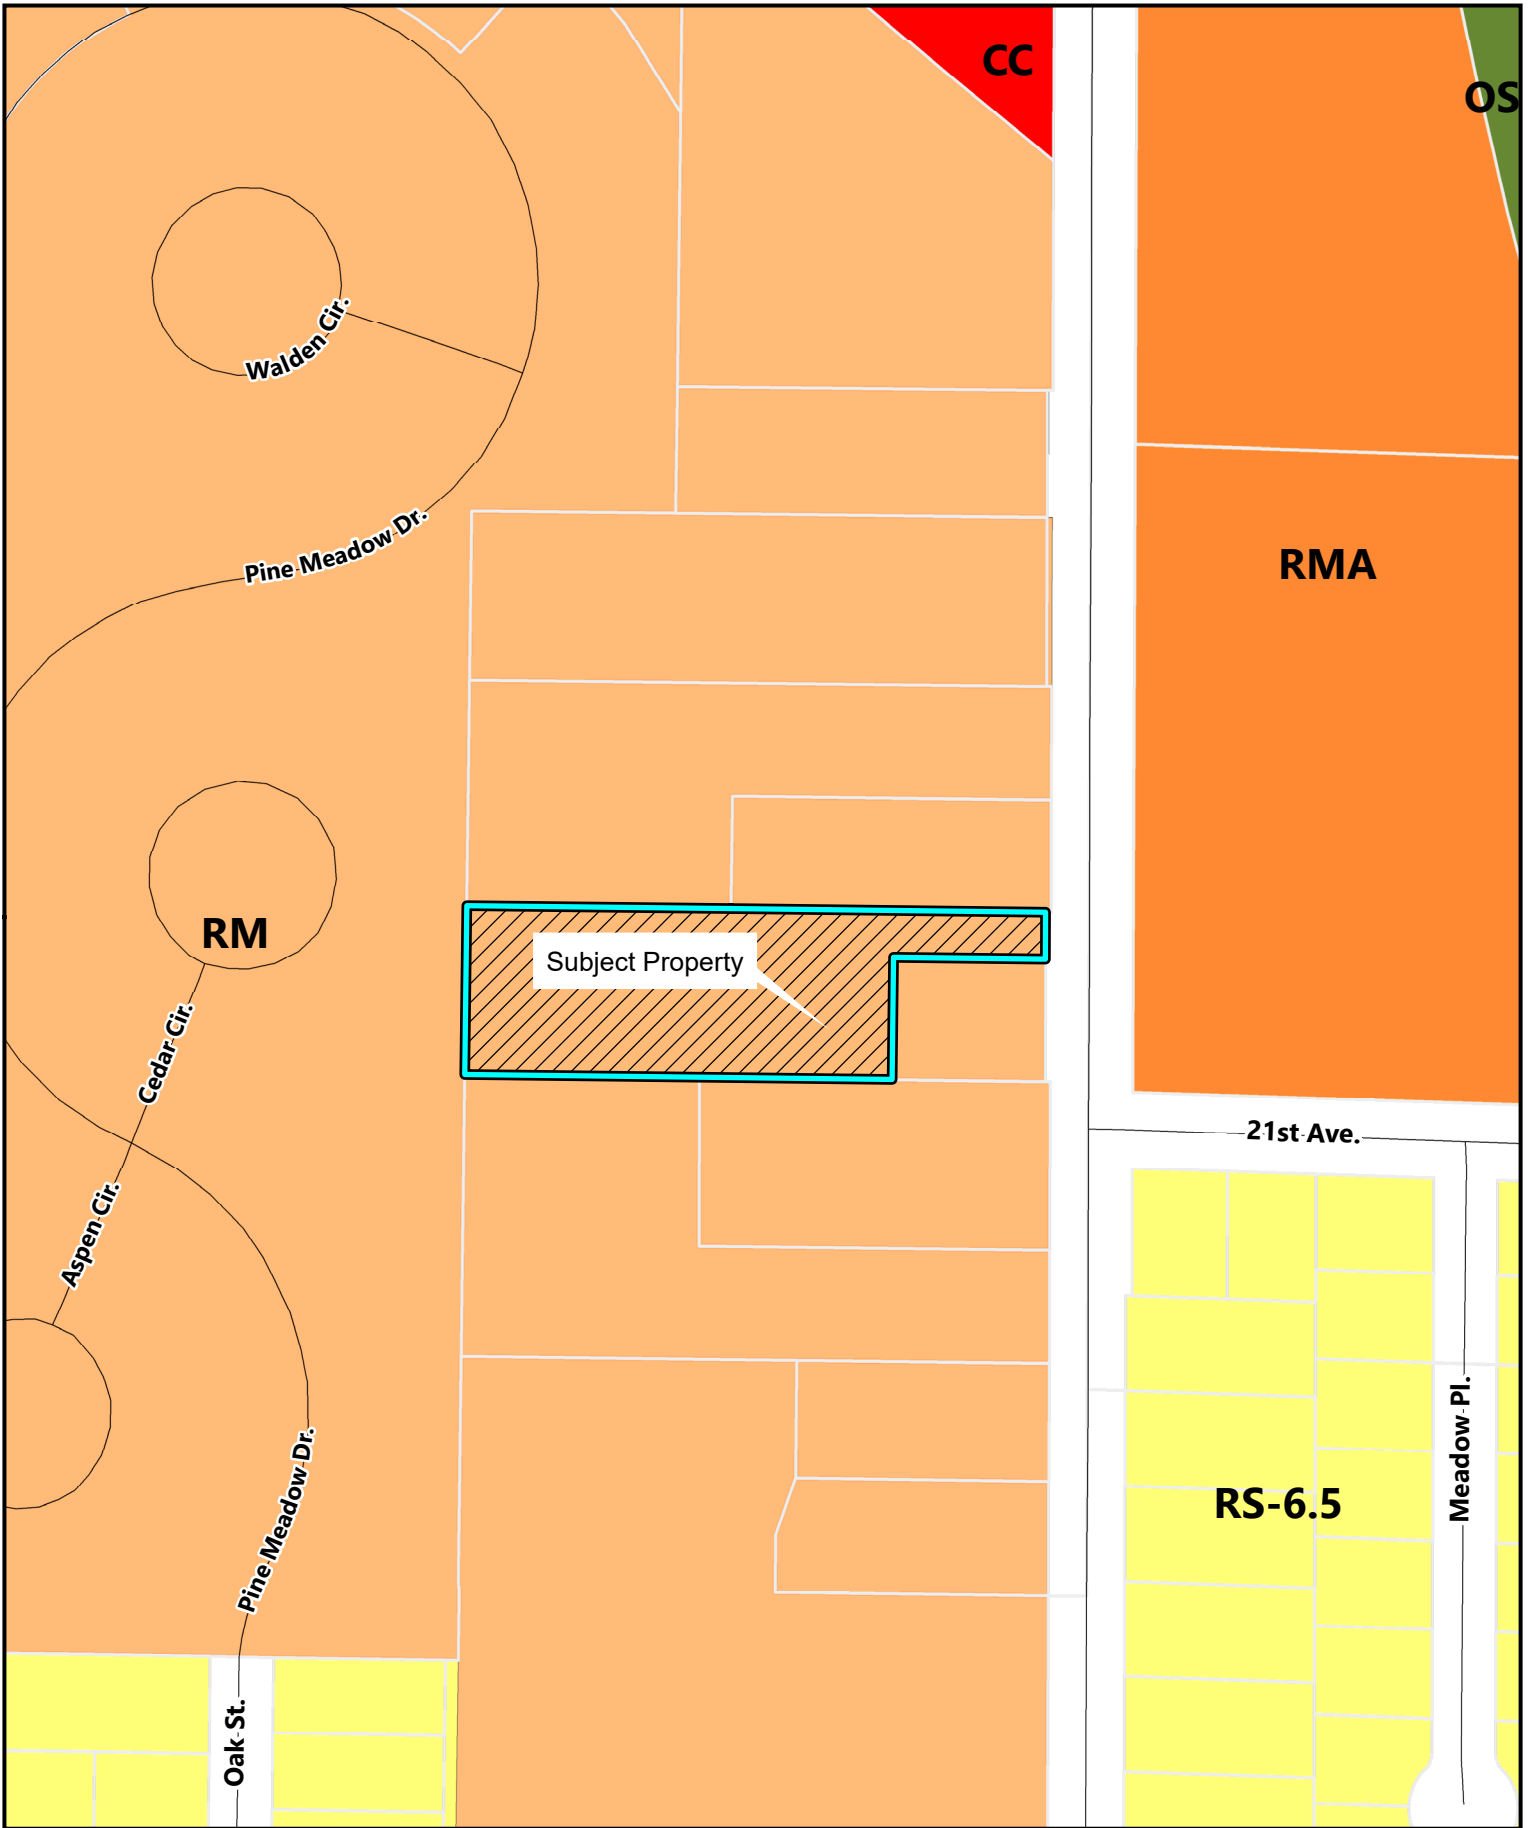 CC
OS
Walden Cir.
Pine Meadow Dr.
RMA
RM
Subject Property
Cedar Cir.
21st Ave.
Aspen Cir.
Meadow Pl.
Pine Meadow Dr.
RS-6.5
Oak St.